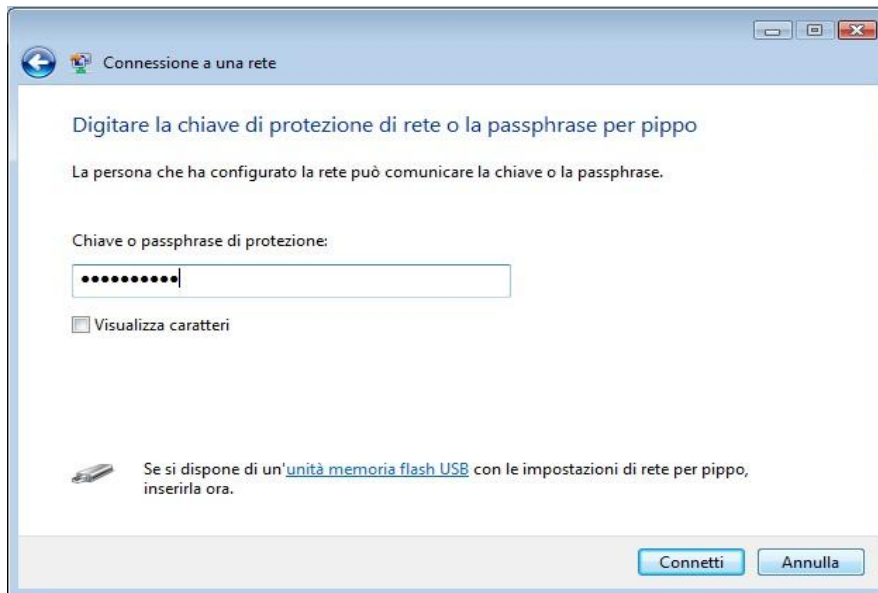 Connessione a una rete
Digitare la chiave di protezione di rete o la passphrase per pippo
La persona che ha configurato la rete può comunicare la chiave o la passphrase.
Chiave o passphrase di protezione:
••••••••••
Visualizza caratteri
Se si dispone di un'unità memoria flash USB con le impostazioni di rete per pippo,
inserirla ora.
Connetti Annulla